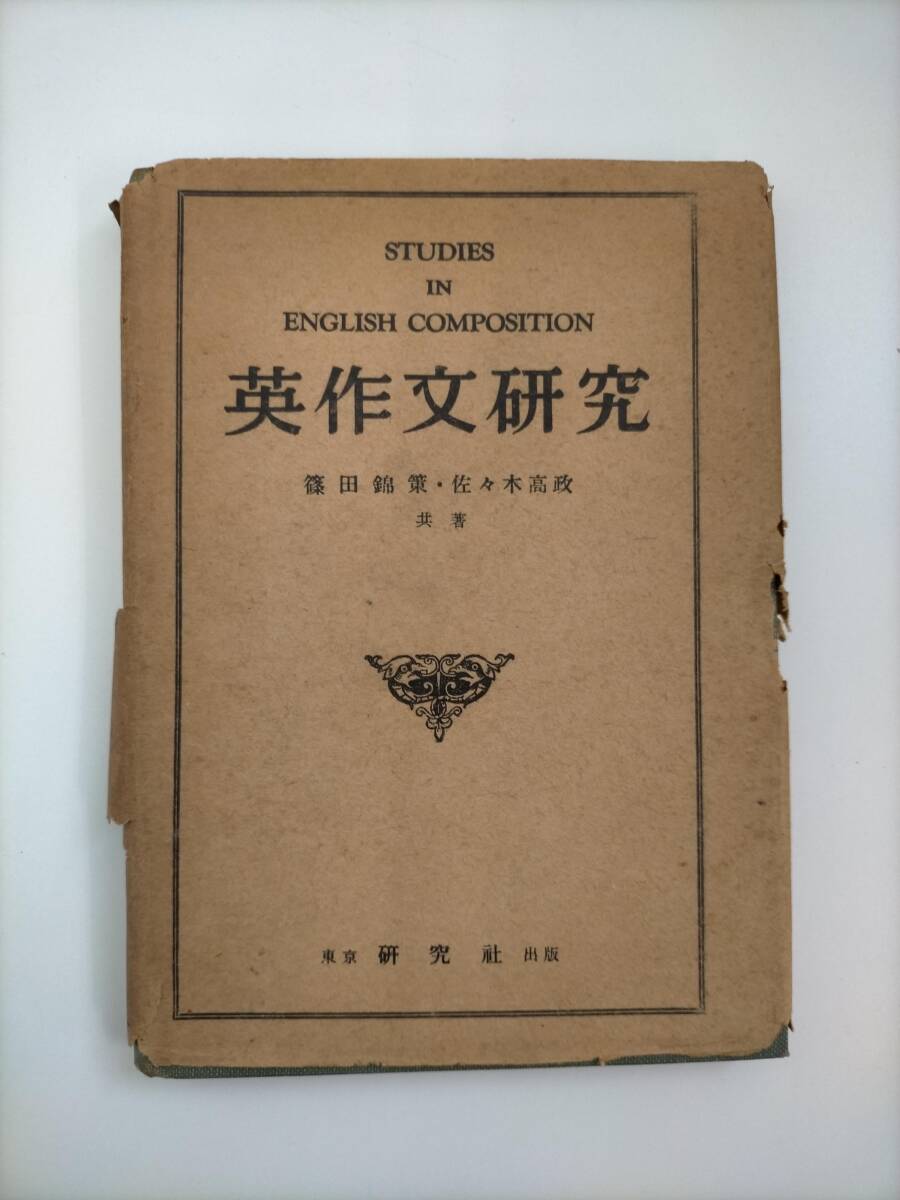 STUDIES
IN
ENGLISH COMPOSITION
英作文研究
篠田錦策・佐々木高政
共著
東京 研究社 出版